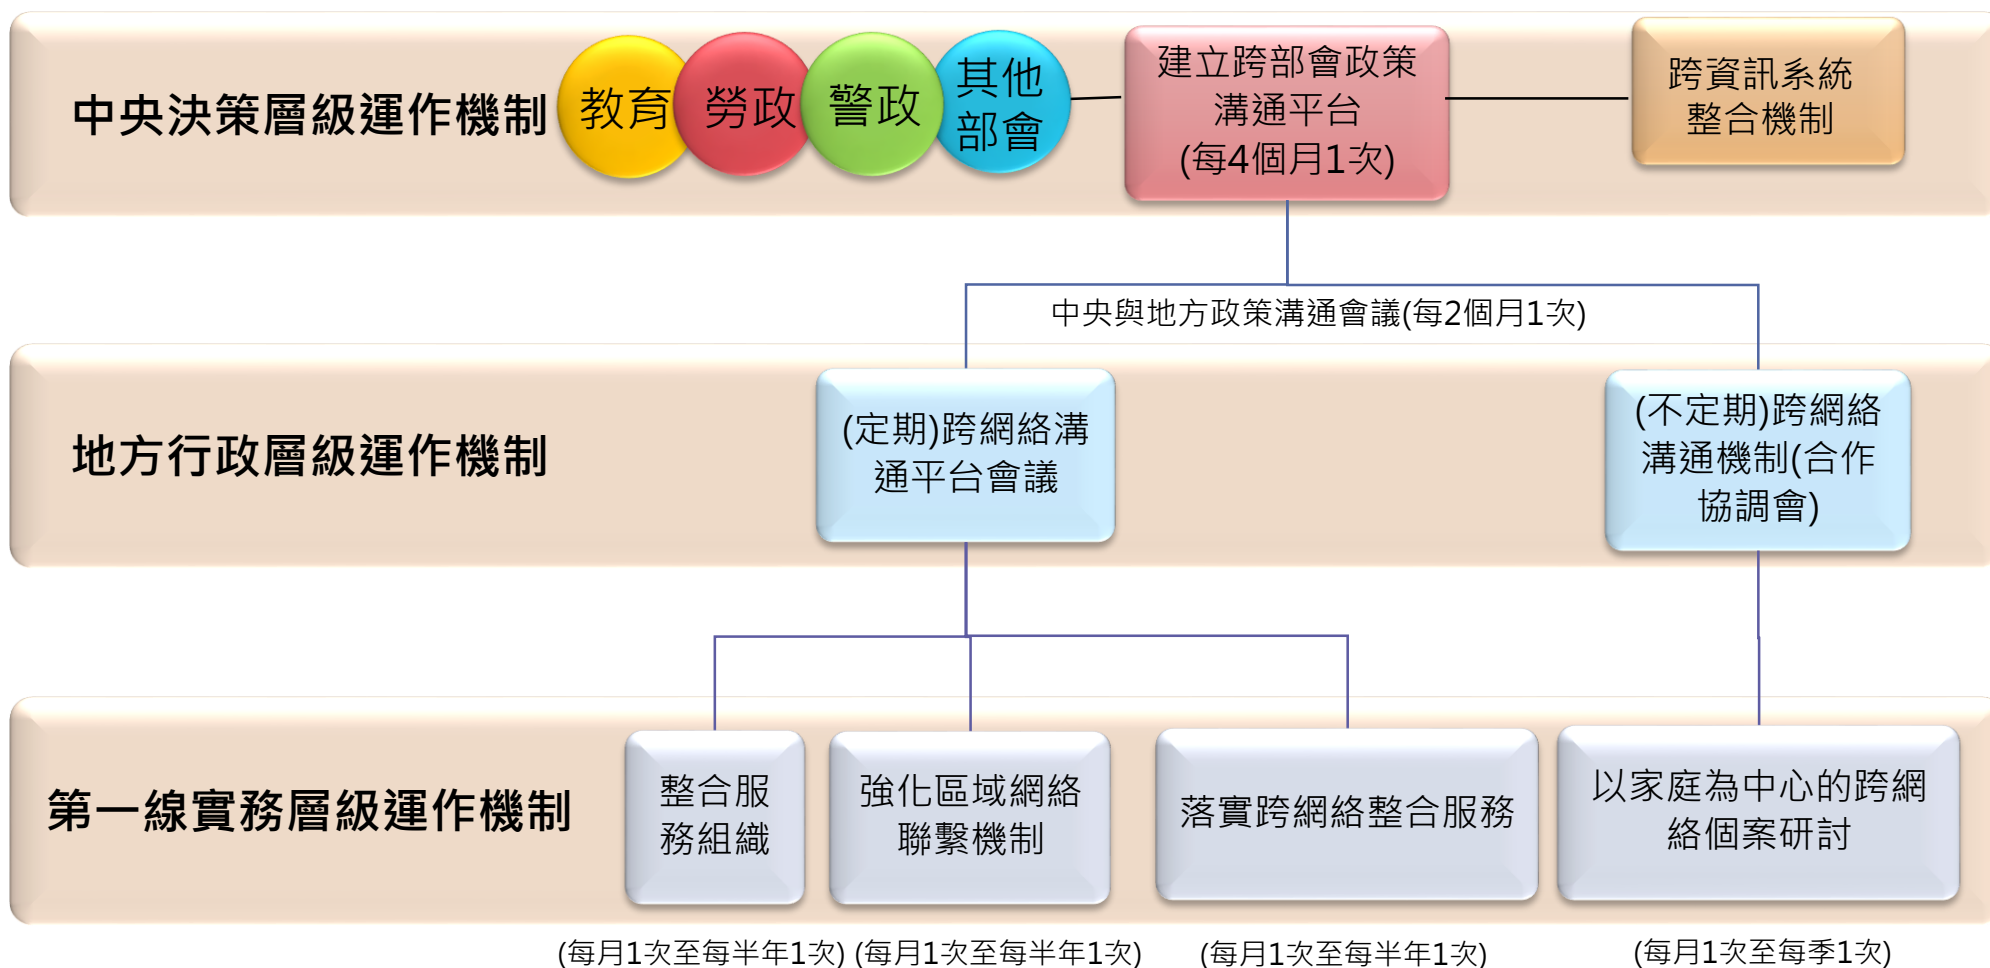 中央決策層級運作機制
教育
勞政
警政
其他
部會
建立跨部會政策
溝通平台
(每4個月1次)
跨資訊系統
整合機制
中央與地方政策溝通會議(每2個月1次)
地方行政層級運作機制
(定期)跨網絡溝
通平台會議
(不定期)跨網絡
溝通機制(合作
協調會)
第一線實務層級運作機制
整合服
務組織
強化區域網絡
聯繫機制
落實跨網絡整合服務
以家庭為中心的跨網
絡個案研討
(每月1次至每半年1次)
(每月1次至每半年1次)
(每月1次至每半年1次)
(每月1次至每季1次)